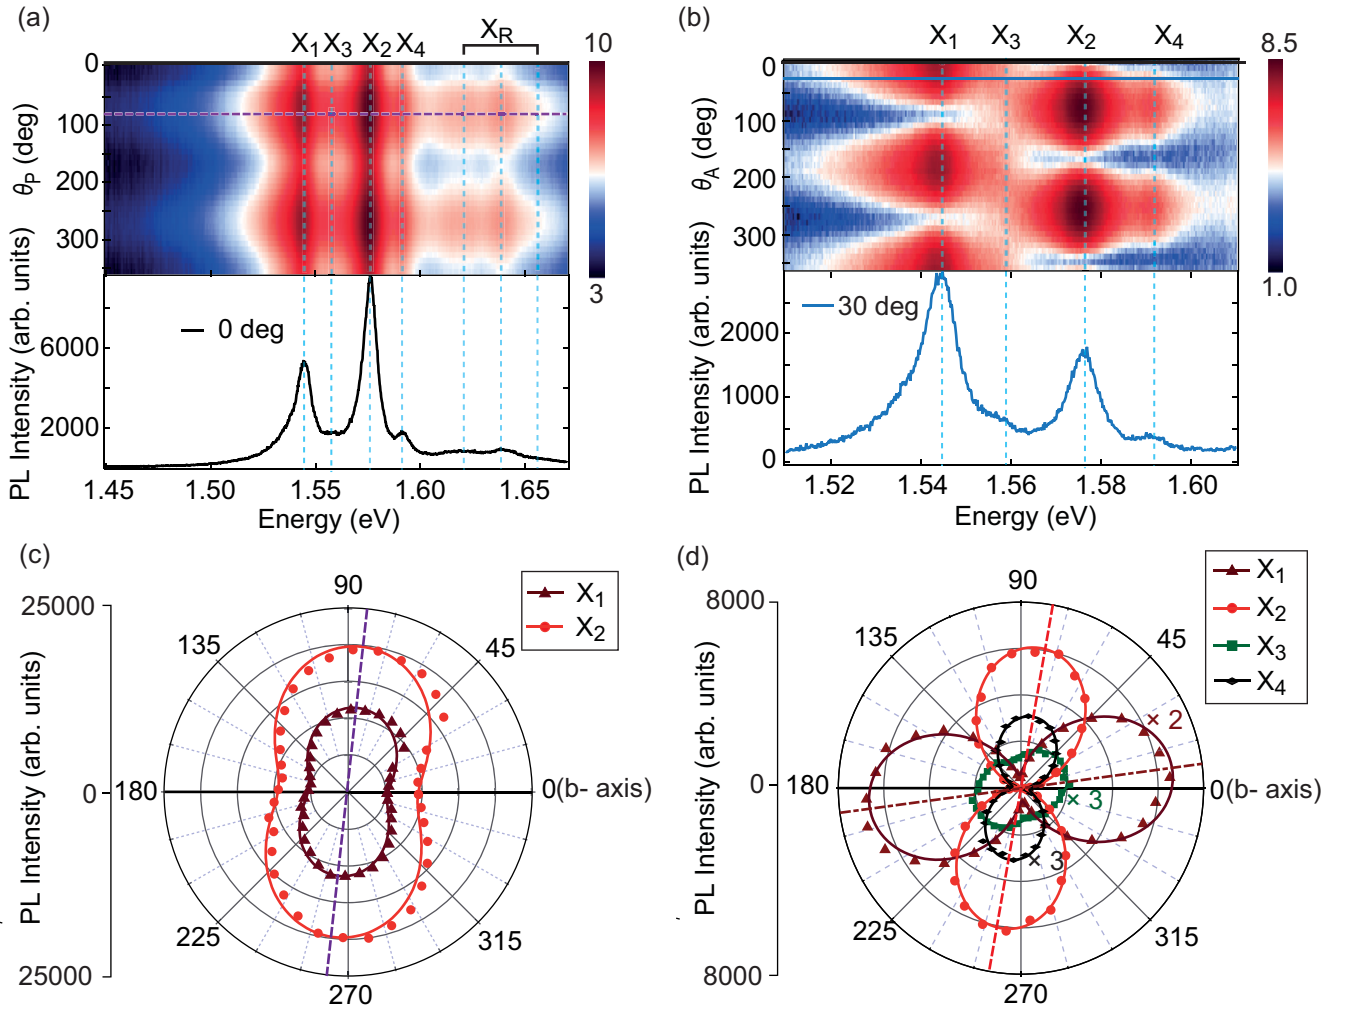 (a)
X1 X3 X2 X4 XR
10
3
0
100
200
300
θP (deg)
PL Intensity (arb. units)
6000
2000
0 deg
1.45 1.50 1.55 1.60 1.65
Energy (eV)
(b)
X1 X3 X2 X4
8.5
1.0
0
100
200
300
θA (deg)
PL Intensity (arb. units)
2000
1000
0
30 deg
1.52 1.54 1.56 1.58 1.60
Energy (eV)
(c)
25000
0
25000
PL Intensity (arb. units)
90
135
45
180
0(b- axis)
225
315
270
X1
X2
(d)
8000
0
8000
PL Intensity (arb. units)
90
135
45
180
0(b- axis)
225
315
270
× 2
× 3
× 3
X1
X2
X3
X4